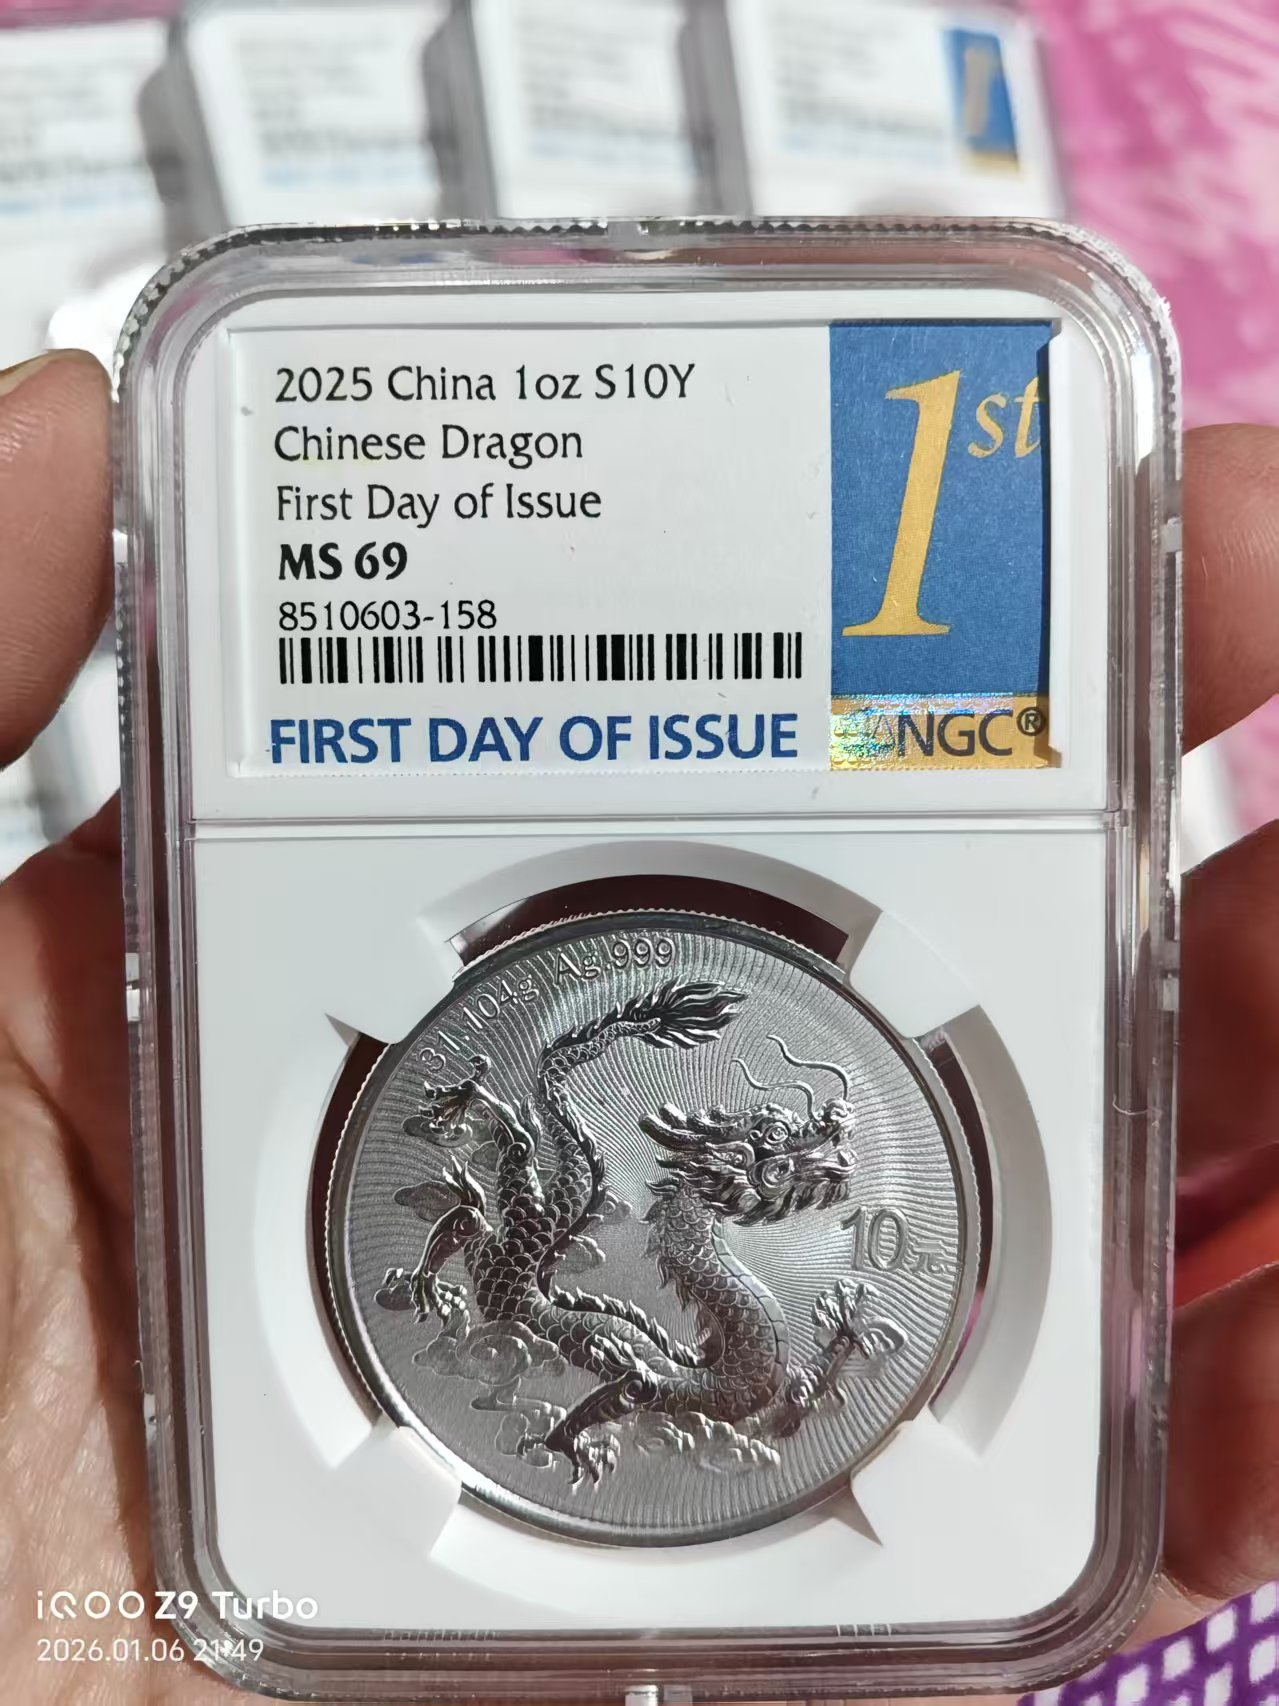 2025 China 1oz S10Y
Chinese Dragon
First Day of Issue
MS 69
8510603-158
FIRST DAY OF ISSUE
1st
NGC®
31.104g Ag.999
10元
iQOO Z9 Turbo
2026.01.06 21:49